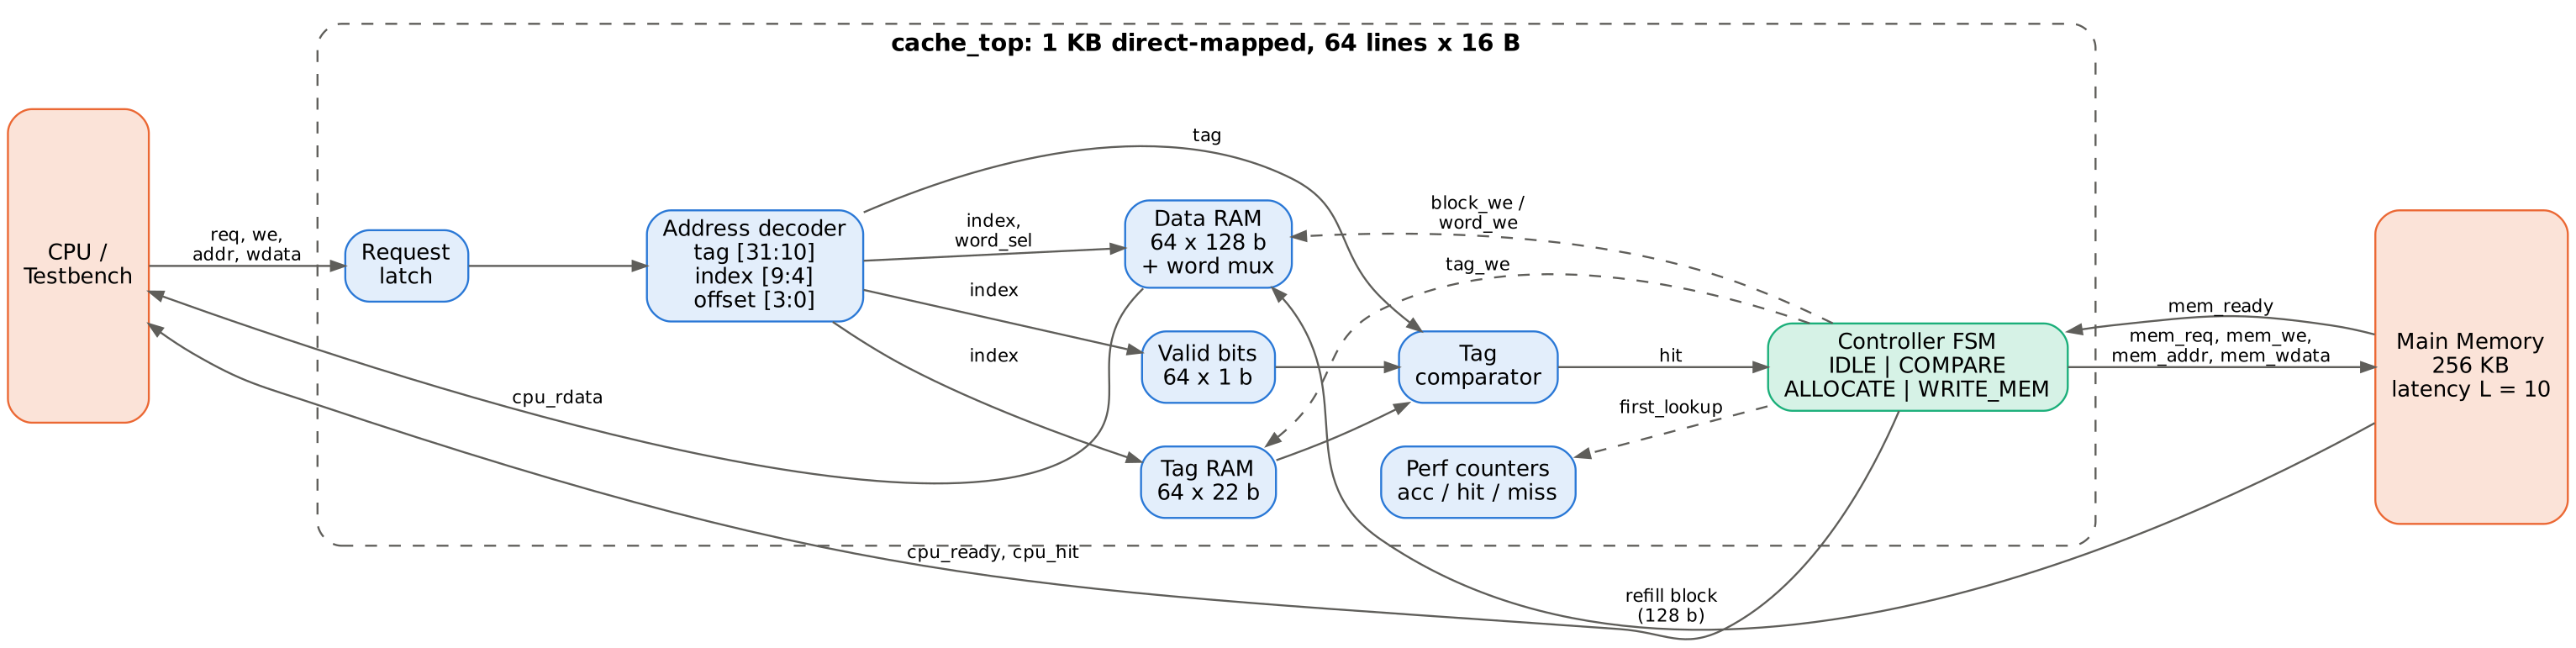 cache_top: 1 KB direct-mapped, 64 lines x 16 B
CPU /
Testbench
req, we,
addr, wdata
Request
latch
Address decoder
tag [31:10]
index [9:4]
offset [3:0]
tag
index,
word_sel
index
index
Data RAM
64 x 128 b
+ word mux
Valid bits
64 x 1 b
Tag RAM
64 x 22 b
block_we /
word_we
tag_we
Tag
comparator
hit
first_lookup
Perf counters
acc / hit / miss
Controller FSM
IDLE | COMPARE
ALLOCATE | WRITE_MEM
mem_ready
mem_req, mem_we,
mem_addr, mem_wdata
Main Memory
256 KB
latency L = 10
cpu_rdata
cpu_ready, cpu_hit
refill block
(128 b)